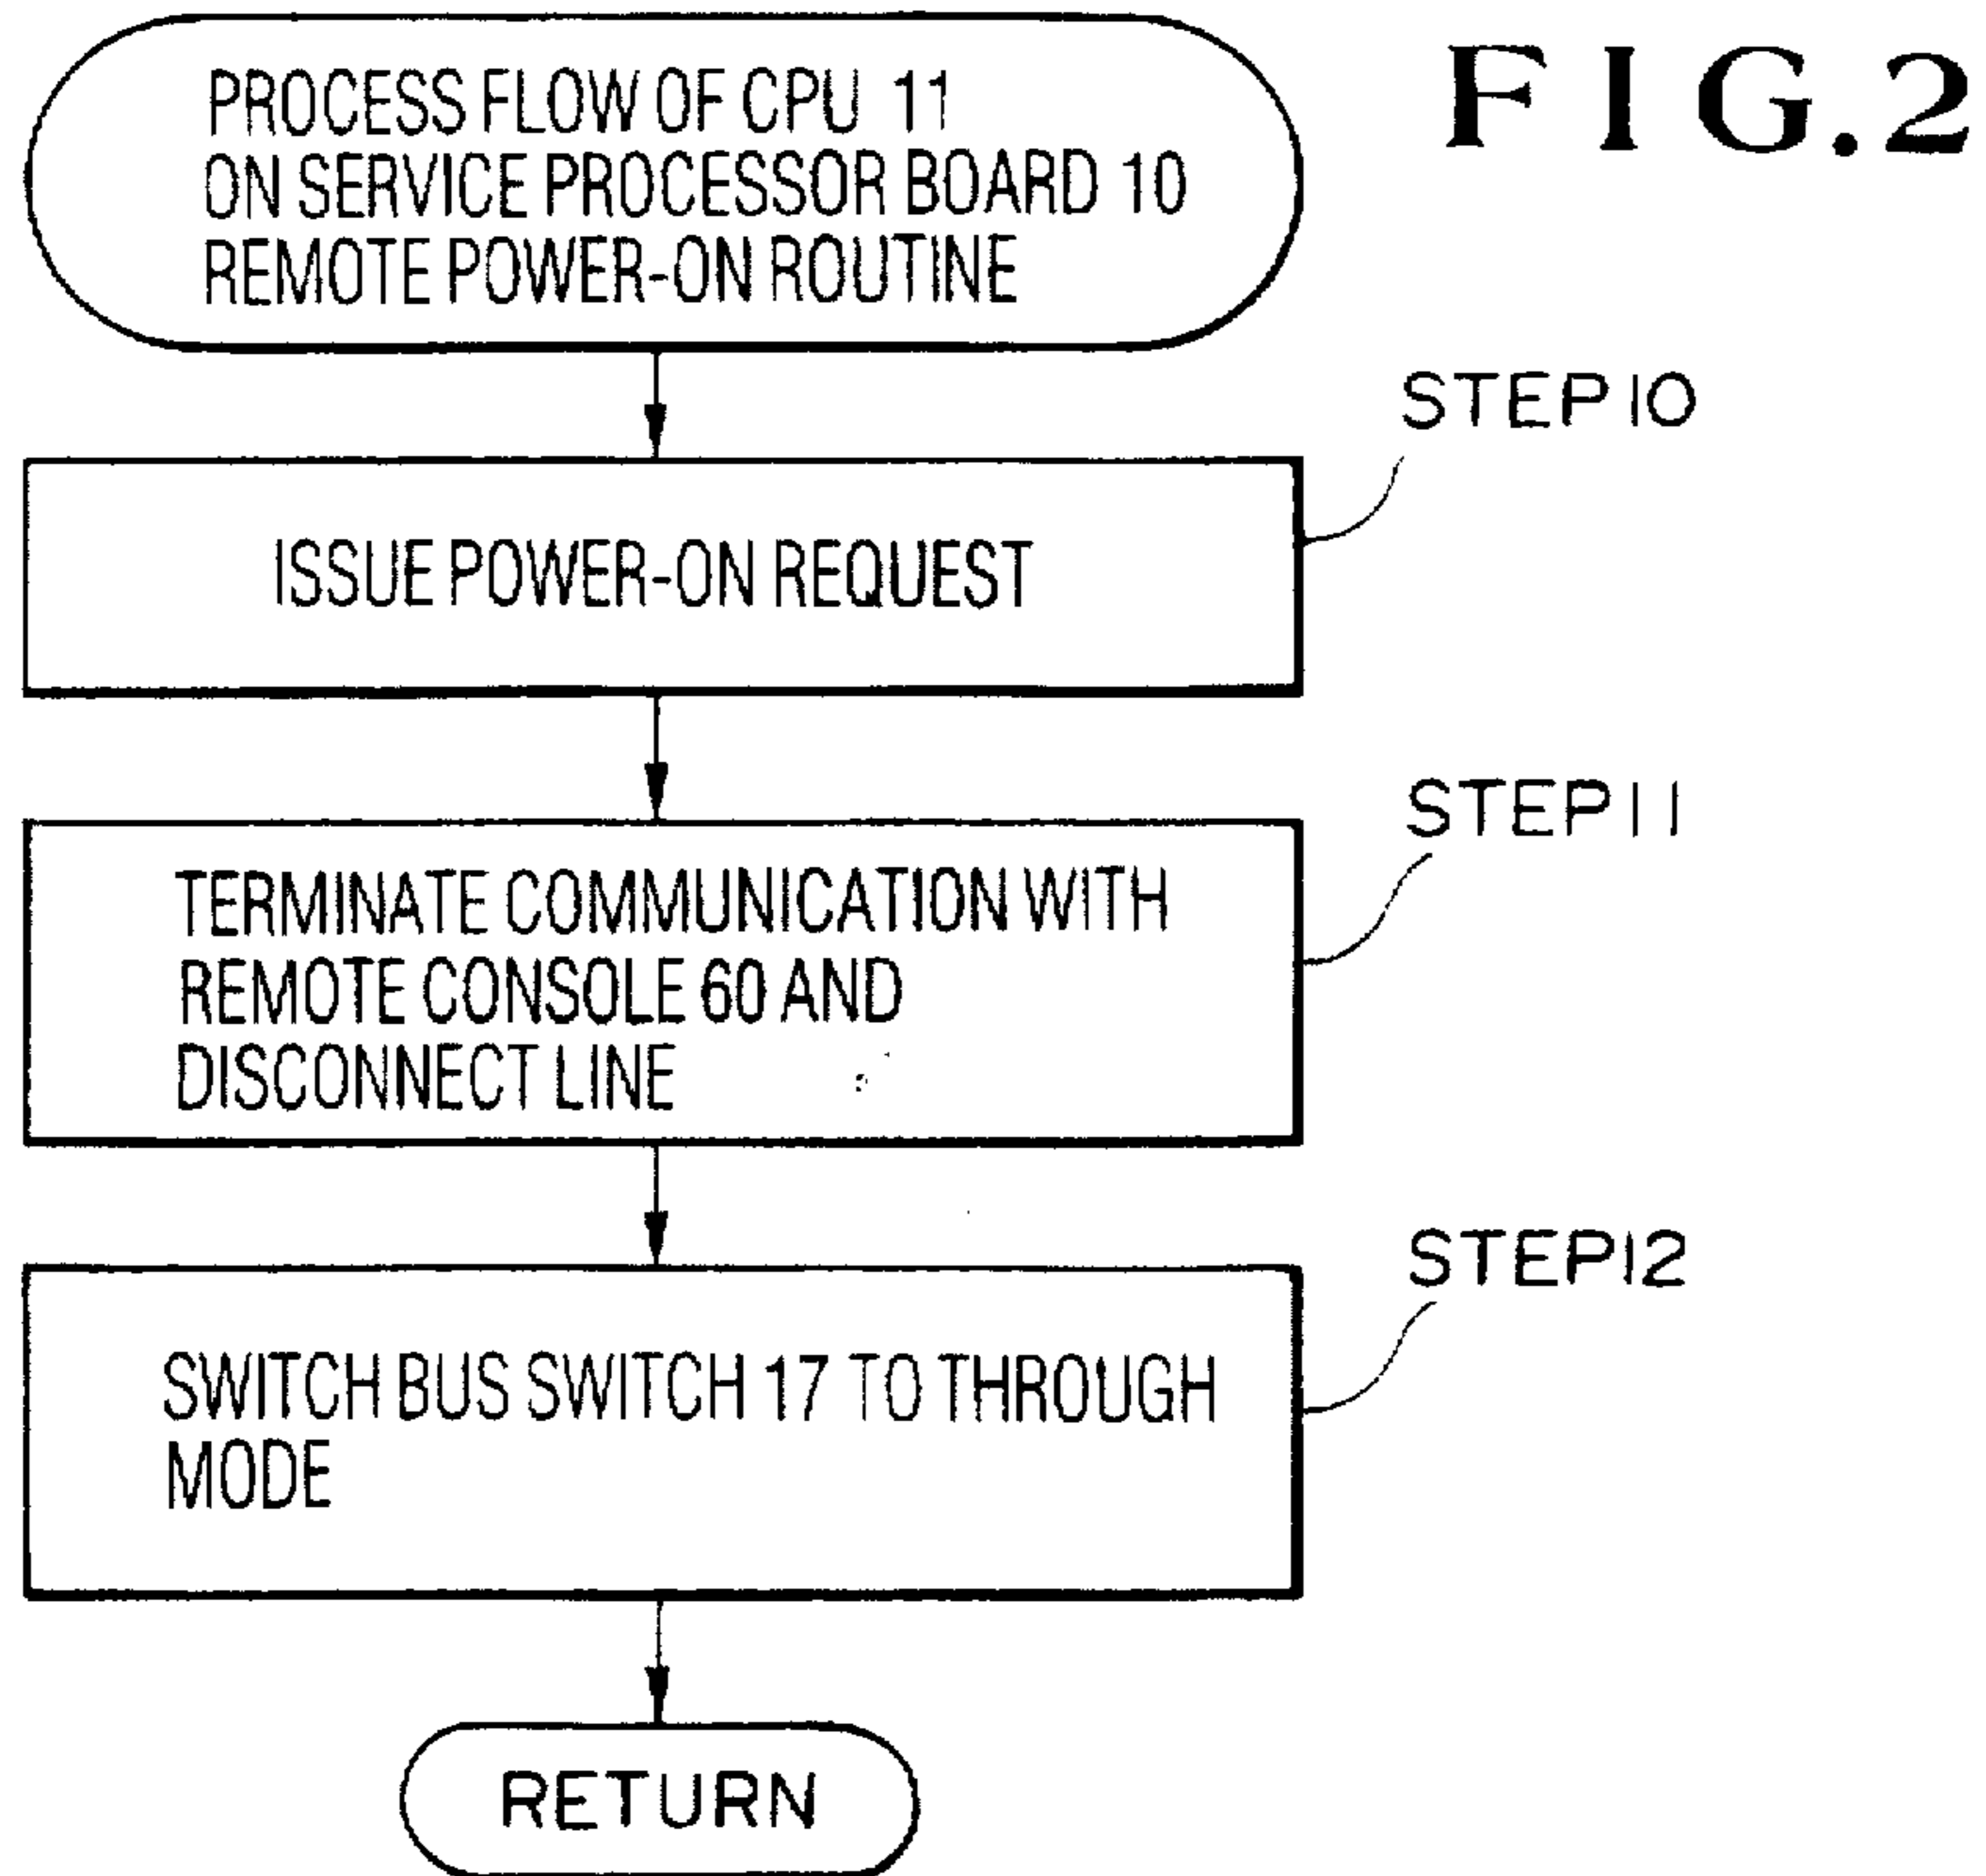 FIG.2
PROCESS FLOW OF CPU 11
ON SERVICE PROCESSOR BOARD 10
REMOTE POWER-ON ROUTINE
STEP10
ISSUE POWER-ON REQUEST
STEP11
TERMINATE COMMUNICATION WITH
REMOTE CONSOLE 60 AND
DISCONNECT LINE
STEP12
SWITCH BUS SWITCH 17 TO THROUGH
MODE
RETURN